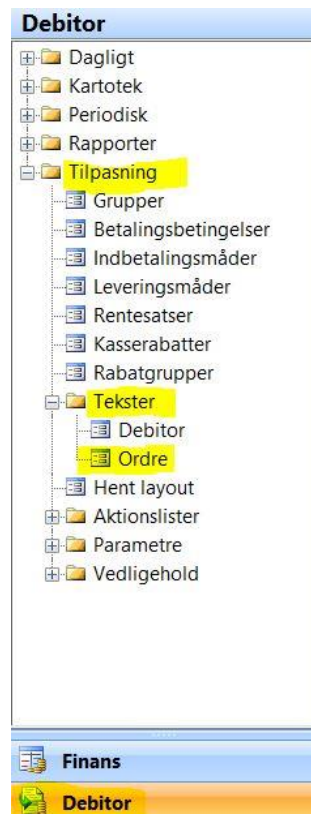 Debitor
Dagligt
Kartotek
Periodisk
Rapporter
Tilpasning
Grupper
Betalingsbetingelser
Indbetalingsmåder
Leveringsmåder
Rentesatser
Kasserabatter
Rabatgrupper
Tekster
Debitor
Ordre
Hent layout
Aktionslister
Parametre
Vedligehold
Finans
Debitor